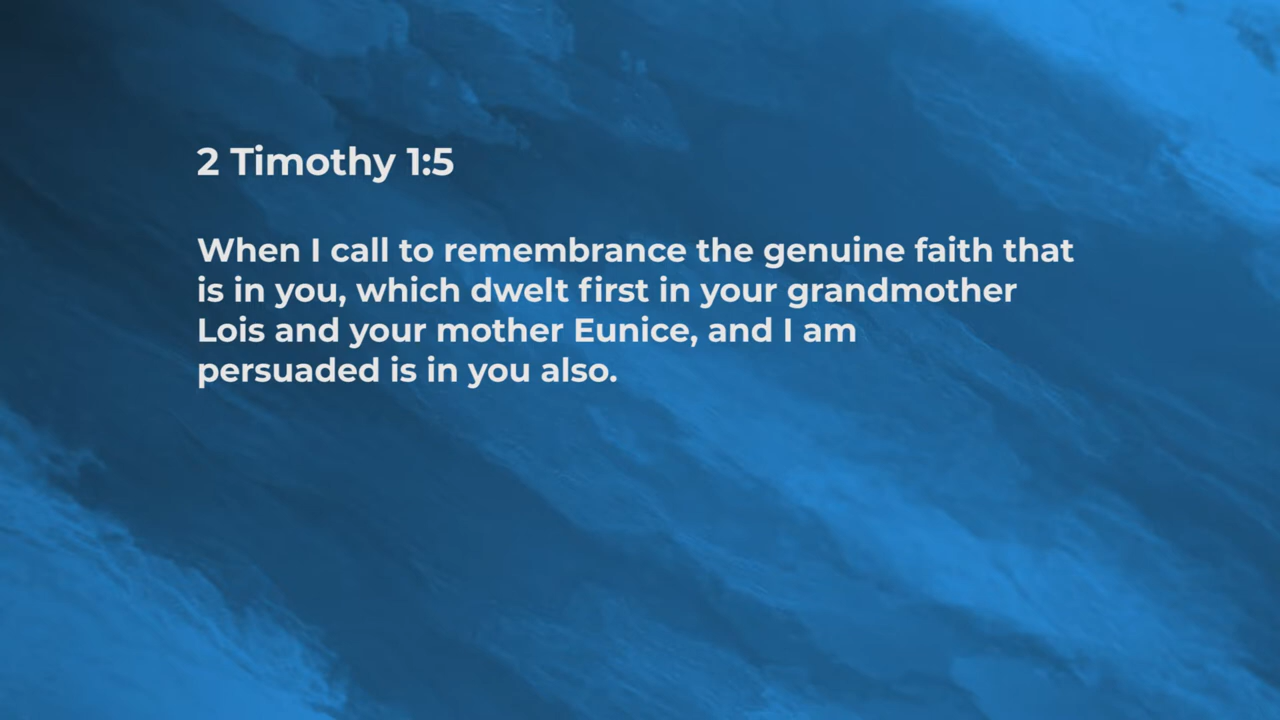 2 Timothy 1:5
When I call to remembrance the genuine faith that
is in you, which dwelt first in your grandmother
Lois and your mother Eunice, and I am
persuaded is in you also.